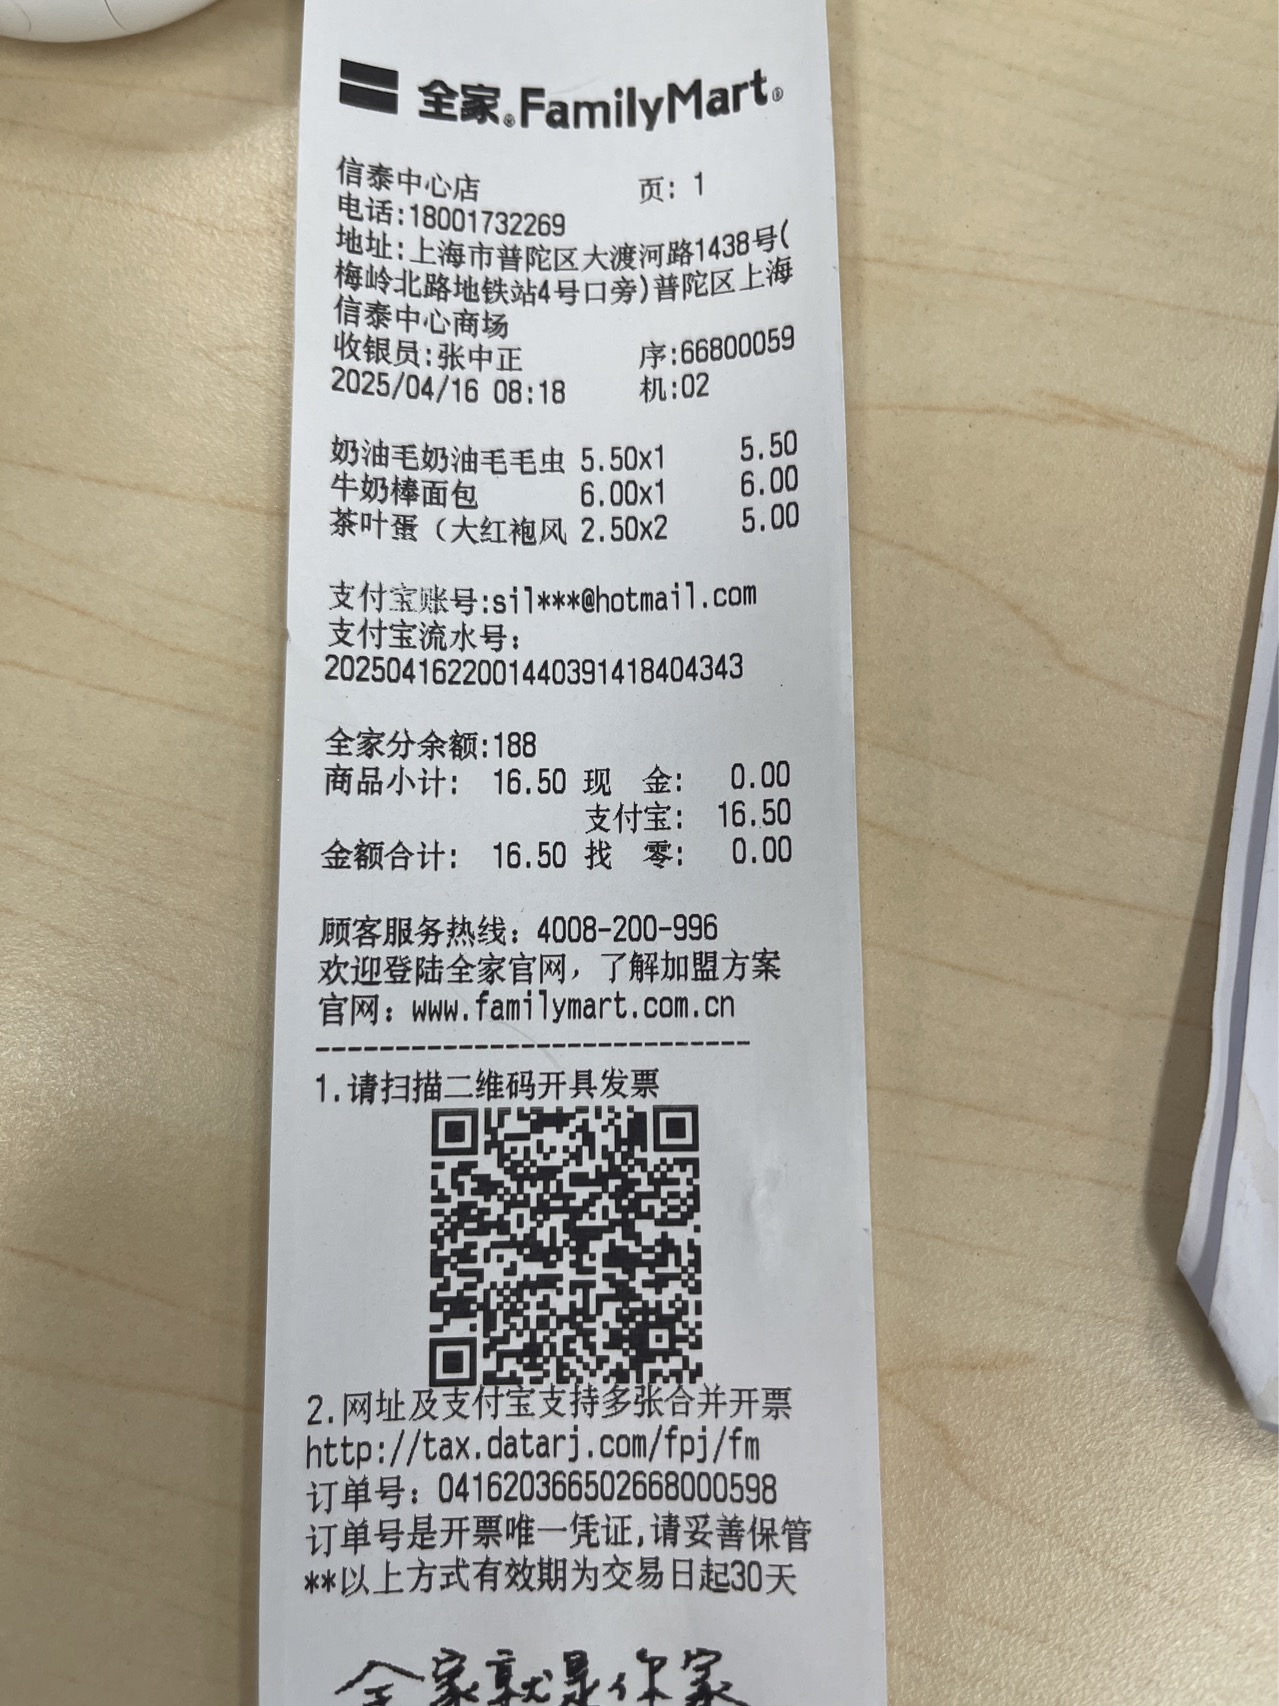 全家®FamilyMart®
信泰中心店 页: 1
电话:18001732269
地址:上海市普陀区大渡河路1438号(
梅岭北路地铁站4号口旁)普陀区上海
信泰中心商场
收银员:张中正 序:66800059
2025/04/16 08:18 机:02
奶油毛奶油毛毛虫 5.50x1 5.50
牛奶棒面包 6.00x1 6.00
茶叶蛋（大红袍风 2.50x2 5.00
支付宝账号:sil***@hotmail.com
支付宝流水号:
2025041622001440391418404343
全家分余额:188
商品小计: 16.50 现 金: 0.00
支付宝: 16.50
金额合计: 16.50 找 零: 0.00
顾客服务热线: 4008-200-996
欢迎登陆全家官网，了解加盟方案
官网: www.familymart.com.cn
---------------------------
1.请扫描二维码开具发票
2.网址及支付宝支持多张合并开票
http://tax.datarj.com/fpj/fm
订单号: 0416203665026680005​98
订单号是开票唯一凭证,请妥善保管
**以上方式有效期为交易日起30天
全家就是你家